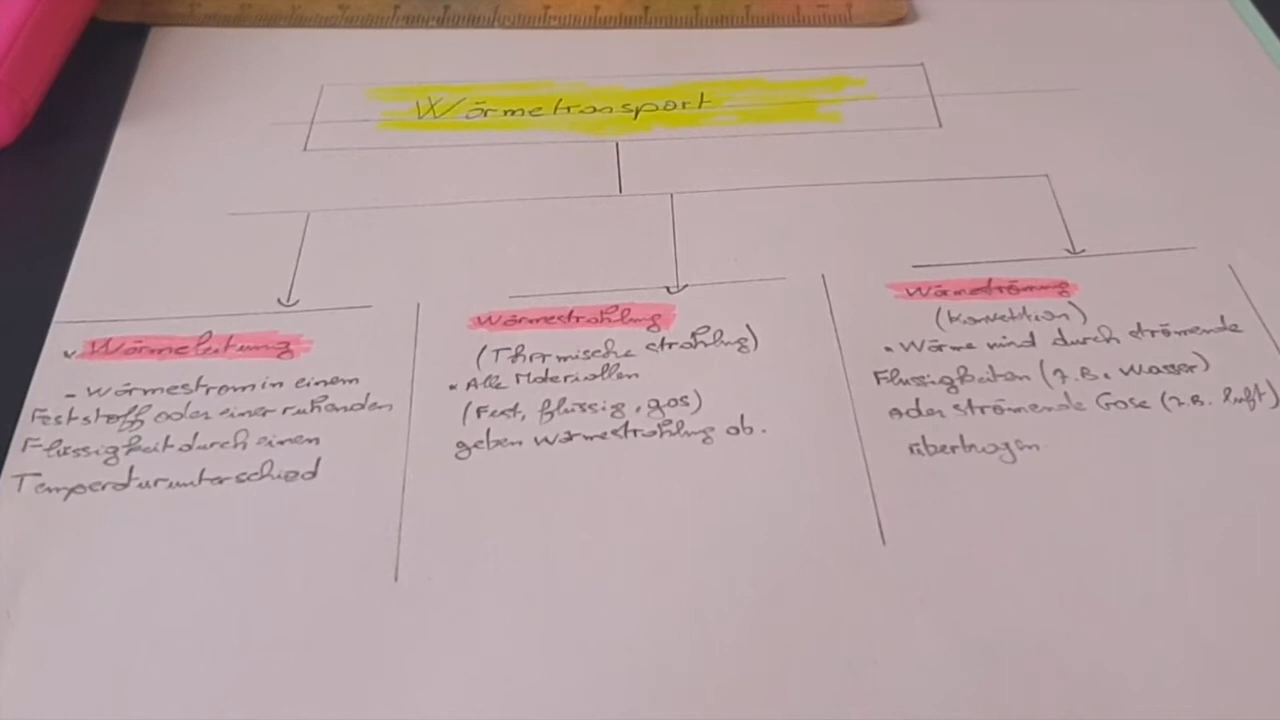 Wärmetransport
Wärmeleitung
- Wärmestrom in einem
Feststoff oder einer ruhenden
Flüssigkeit durch einen
Temperaturunterschied
Wärmestrahlung
(Thermische Strahlung)
• Alle Materiallen
(Fest, flüssig, gas)
geben Wärmestrahlung ab.
Wärmeströmung
(Konvektion)
• Wärme wird durch strömende
Flüssigkeiten (z.B. Wasser)
oder strömende Gase (z.B. Luft)
übertragen